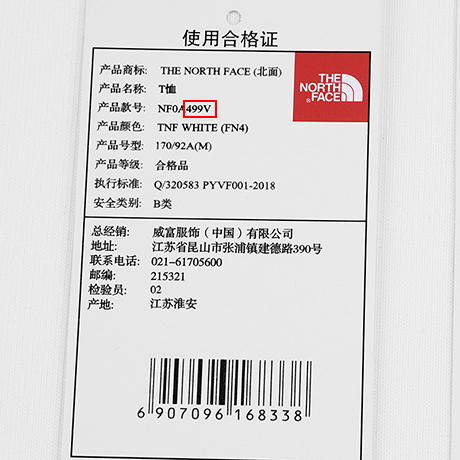 使用合格证
产品商标: THE NORTH FACE (北面)
产品名称: T恤
产品款号: NF0A499V
产品颜色: TNF WHITE (FN4)
产品号型: 170/92A(M)
产品等级: 合格品
执行标准: Q/320583 PYVF001-2018
安全类别: B类
THE
NORTH
FACE
总经销: 威富服饰（中国）有限公司
地址: 江苏省昆山市张浦镇建德路390号
联系电话: 021-61705600
邮编: 215321
检验员: 02
产地: 江苏淮安
6 907096 168338